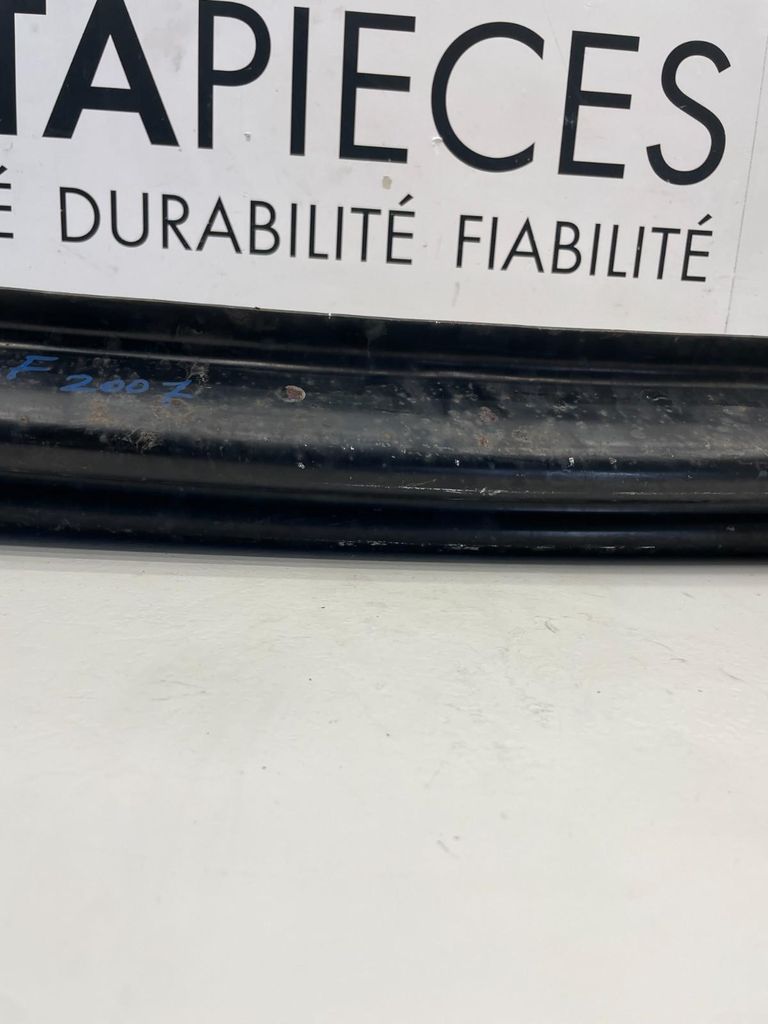 TAPIECES
É DURABILITÉ FIABILITÉ
F 2007